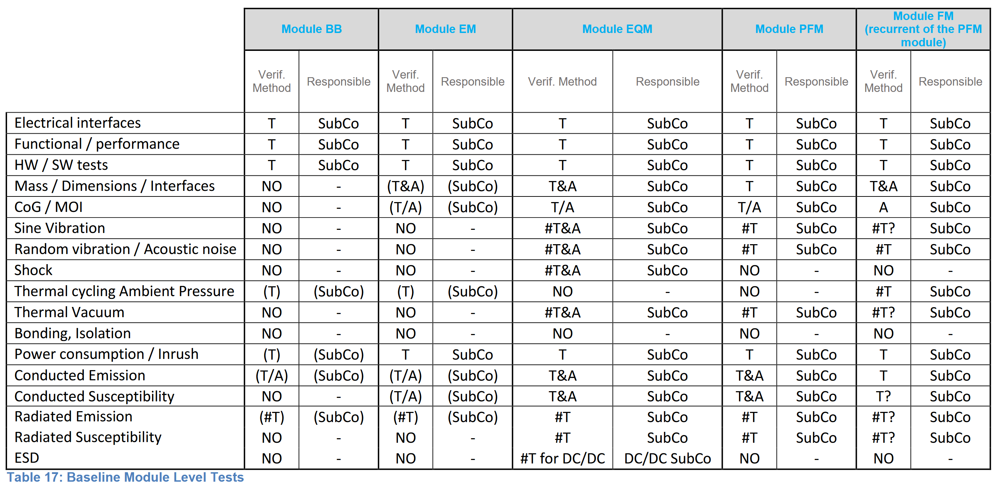 Module BB Module EM Module EQM Module PFM Module FM
(recurrent of the PFM
module)
Verif. Method Responsible Verif. Method Responsible Verif. Method Responsible Verif. Method Responsible Verif. Method Responsible
Electrical interfaces T SubCo T SubCo T SubCo T SubCo T SubCo
Functional / performance T SubCo T SubCo T SubCo T SubCo T SubCo
HW / SW tests T SubCo T SubCo T SubCo T SubCo T SubCo
Mass / Dimensions / Interfaces NO - (T&A) (SubCo) T&A SubCo T SubCo T&A SubCo
CoG / MOI NO - (T/A) (SubCo) T/A SubCo T/A SubCo A SubCo
Sine Vibration NO - NO - #T&A SubCo #T SubCo #T? SubCo
Random vibration / Acoustic noise NO - NO - #T&A SubCo #T SubCo #T SubCo
Shock NO - NO - #T&A SubCo NO - NO -
Thermal cycling Ambient Pressure (T) (SubCo) (T) (SubCo) NO - NO - #T SubCo
Thermal Vacuum NO - NO - #T&A SubCo #T SubCo #T? SubCo
Bonding, Isolation NO - NO - NO - NO - NO -
Power consumption / Inrush (T) (SubCo) T SubCo T SubCo T SubCo T SubCo
Conducted Emission (T/A) (SubCo) (T/A) (SubCo) T&A SubCo T&A SubCo T SubCo
Conducted Susceptibility NO - (T/A) (SubCo) T&A SubCo T&A SubCo T? SubCo
Radiated Emission (#T) (SubCo) (#T) (SubCo) #T SubCo #T SubCo #T? SubCo
Radiated Susceptibility NO - NO - #T SubCo #T SubCo #T? SubCo
ESD NO - NO - #T for DC/DC DC/DC SubCo NO - NO -
Table 17: Baseline Module Level Tests